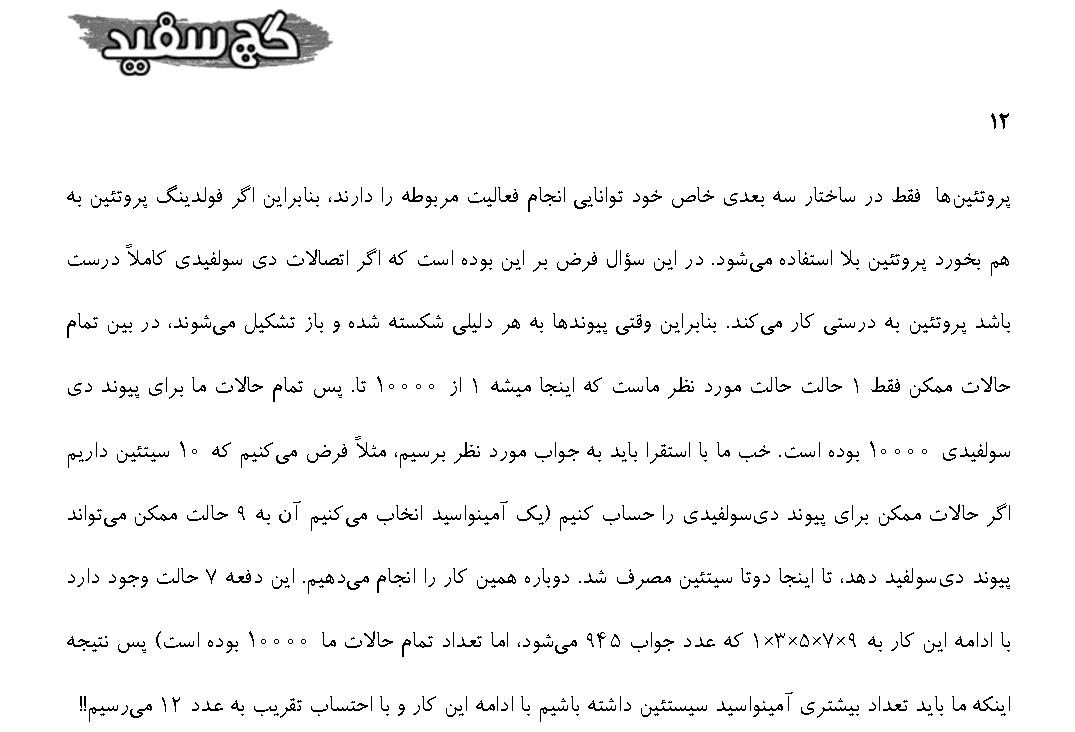 گچ سفید
۱۲
پروتئین‌ها فقط در ساختار سه بعدی خاص خود توانایی انجام فعالیت مربوطه را دارند، بنابراین اگر فولدینگ پروتئین به
هم بخورد پروتئین بلا استفاده می‌شود. در این سؤال فرض بر این بوده است که اگر اتصالات دی سولفیدی کاملاً درست
باشد پروتئین به درستی کار می‌کند. بنابراین وقتی پیوندها به هر دلیلی شکسته شده و باز تشکیل می‌شوند، در بین تمام
حالات ممکن فقط ۱ حالت حالت مورد نظر ماست که اینجا میشه ۱ از ۱۰۰۰۰ تا. پس تمام حالات ما برای پیوند دی
سولفیدی ۱۰۰۰۰ بوده است. خب ما با استقرا باید به جواب مورد نظر برسیم، مثلاً فرض می‌کنیم که ۱۰ سیتئین داریم
اگر حالات ممکن برای پیوند دی‌سولفیدی را حساب کنیم (یک آمینواسید انخاب می‌کنیم آن به ۹ حالت ممکن می‌تواند
پیوند دی‌سولفید دهد، تا اینجا دوتا سیتئین مصرف شد. دوباره همین کار را انجام می‌دهیم. این دفعه ۷ حالت وجود دارد
با ادامه این کار به ۹×۷×۵×۳×۱ که عدد جواب ۹۴۵ می‌شود، اما تعداد تمام حالات ما ۱۰۰۰۰ بوده است) پس نتیجه
اینکه ما باید تعداد بیشتری آمینواسید سیستئین داشته باشیم با ادامه این کار و با احتساب تقریب به عدد ۱۲ می‌رسیم!!